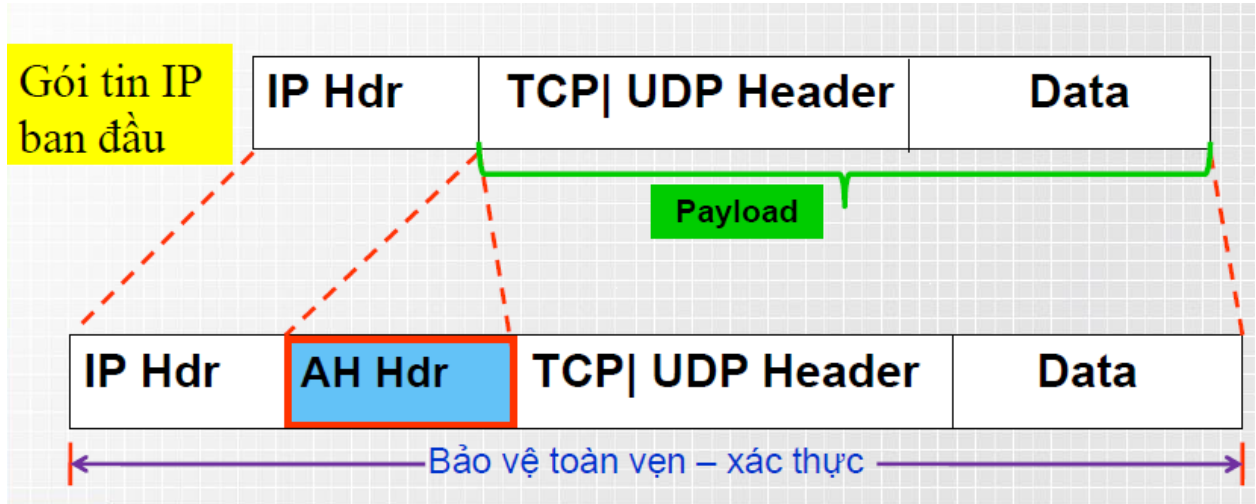 Gói tin IP
ban đầu
IP Hdr
TCP| UDP Header
Data
Payload
IP Hdr
AH Hdr
TCP| UDP Header
Data
Bảo vệ toàn vẹn – xác thực